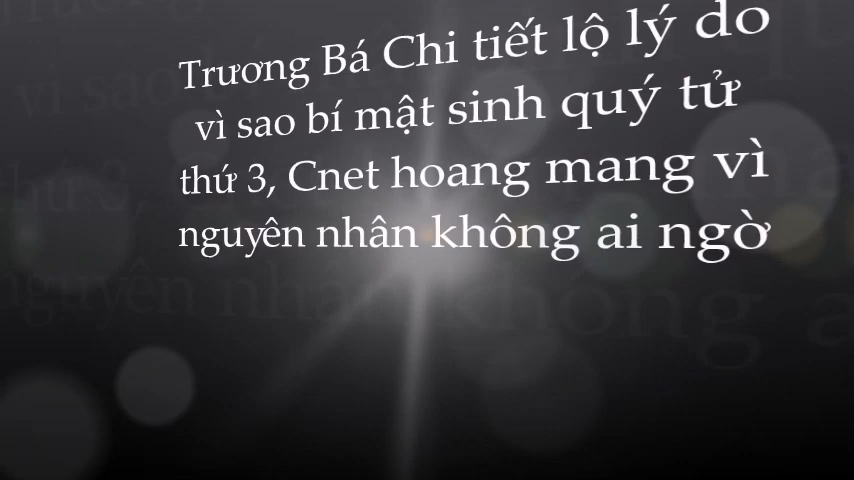 Trương Bá Chi tiết lộ lý do
vì sao bí mật sinh quý tử
thứ 3, Cnet hoang mang vì
nguyên nhân không ai ngờ